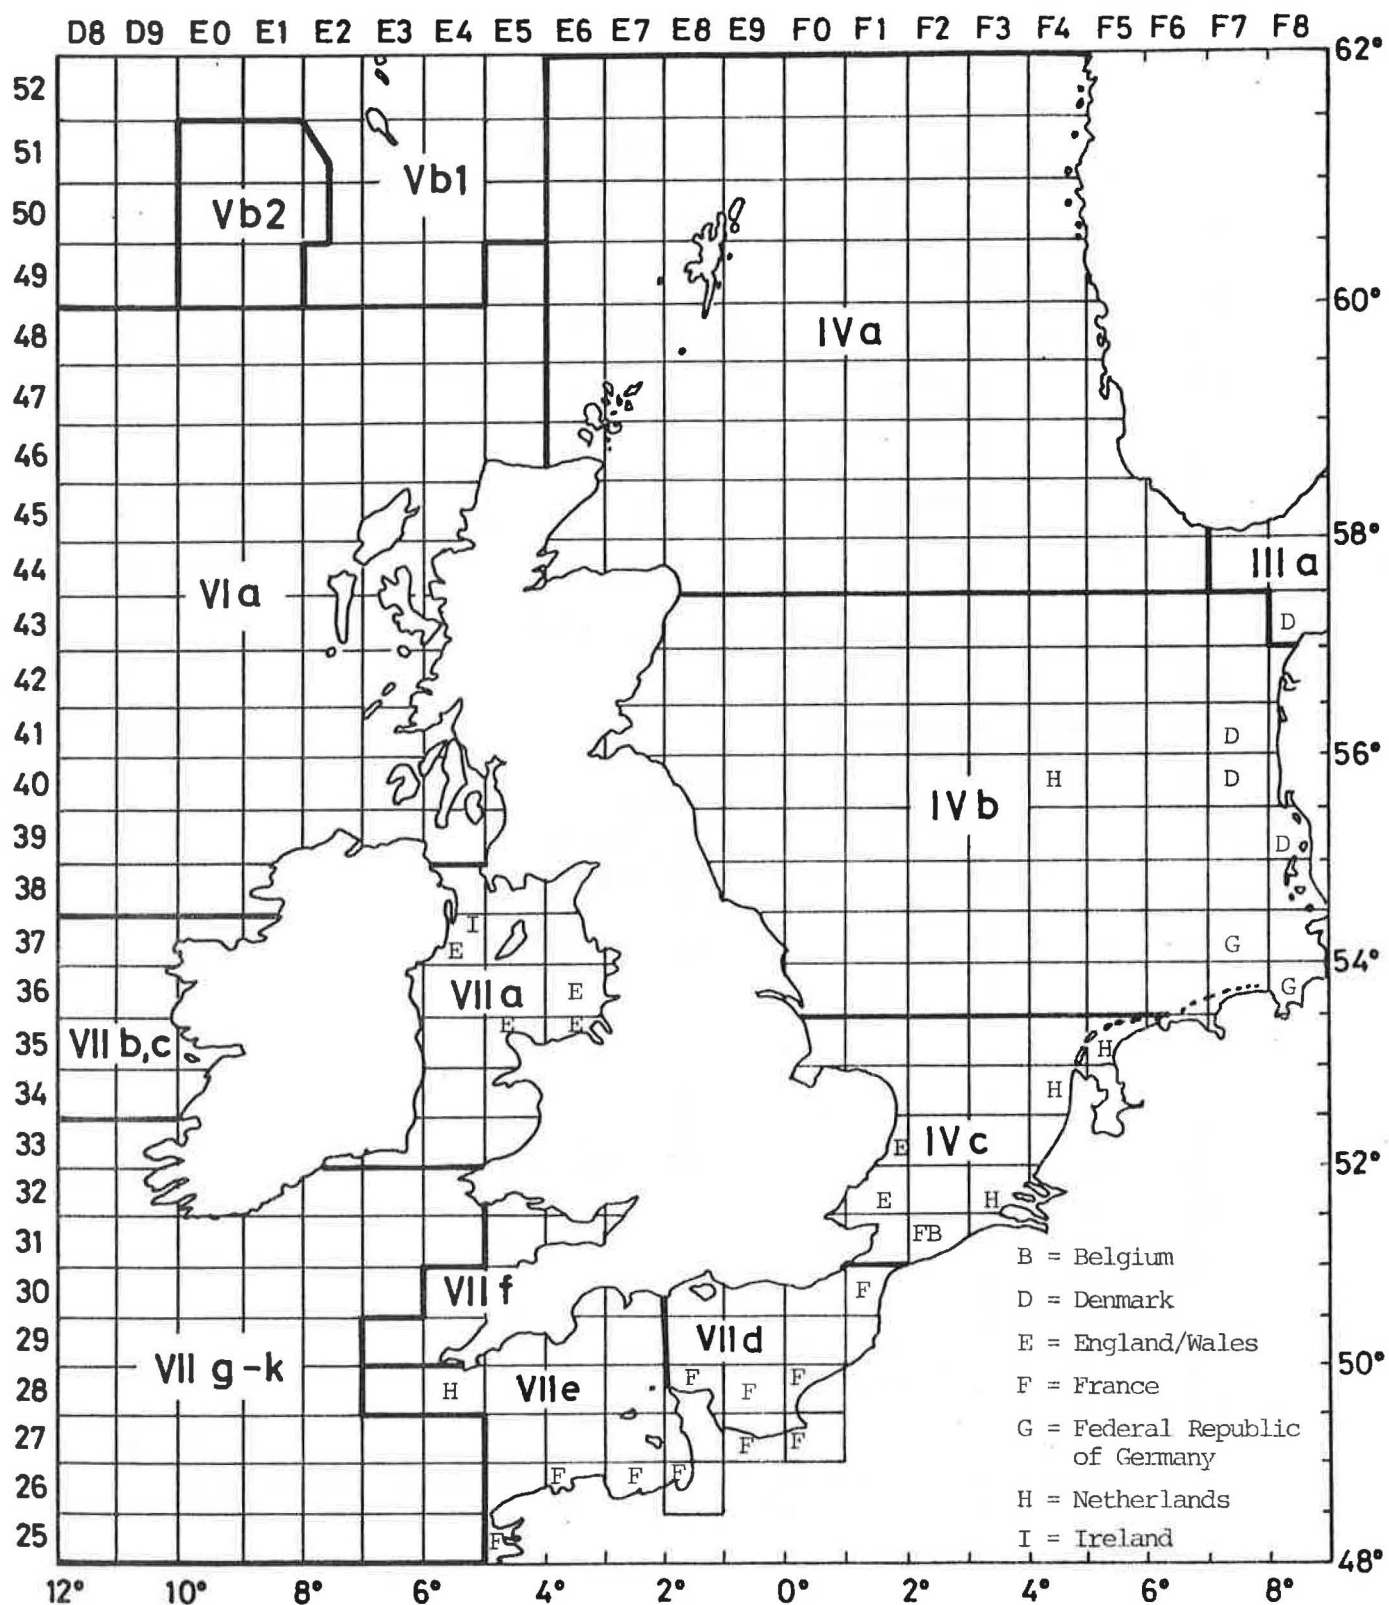 D8 D9 E0 E1 E2 E3 E4 E5 E6 E7 E8 E9 F0 F1 F2 F3 F4 F5 F6 F7 F8
62°
52
51
Vb1
50
Vb2
49
60°
48
IVa
47
46
45
58°
44
IIIa
VIa
43
D
42
41
D
56°
40
H
D
IVb
39
D
38
I
37
E
G
54°
36
VIIa
E
G
E
E
35
VIIb,c
H
34
H
33
E
IVc
52°
32
E
H
31
FB
B = Belgium
30
VIIf
F
D = Denmark
29
VIId
E = England/Wales
50°
VII g-k
28
H
VIIe
F
F
F
F = France
27
F
F
G = Federal Republic
of Germany
26
F
F
F
H = Netherlands
25
F
I = Ireland
48°
12° 10° 8° 6° 4° 2° 0° 2° 4° 6° 8°